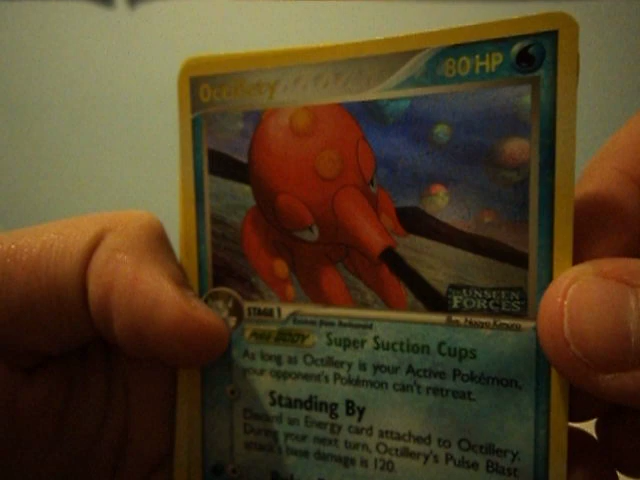 Octillery
80 HP
UNSEEN
FORCES
STAGE 1
Evolves from Remoraid
Illus. Naoyo Kimura
POKé-BODY
Super Suction Cups
As long as Octillery is your Active Pokémon,
your opponent's Pokémon can't retreat.
Standing By
Discard an Energy card attached to Octillery.
During your next turn, Octillery's Pulse Blast
attack's base damage is 120.